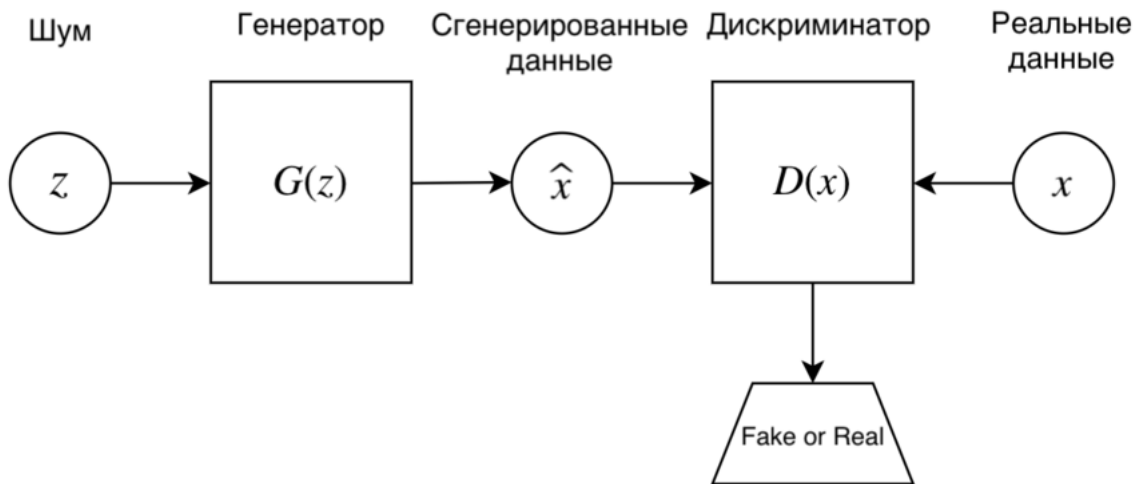 Шум
Генератор
Сгенерированные
данные
Дискриминатор
Реальные
данные
z
G(z)
x̂
D(x)
x
Fake or Real